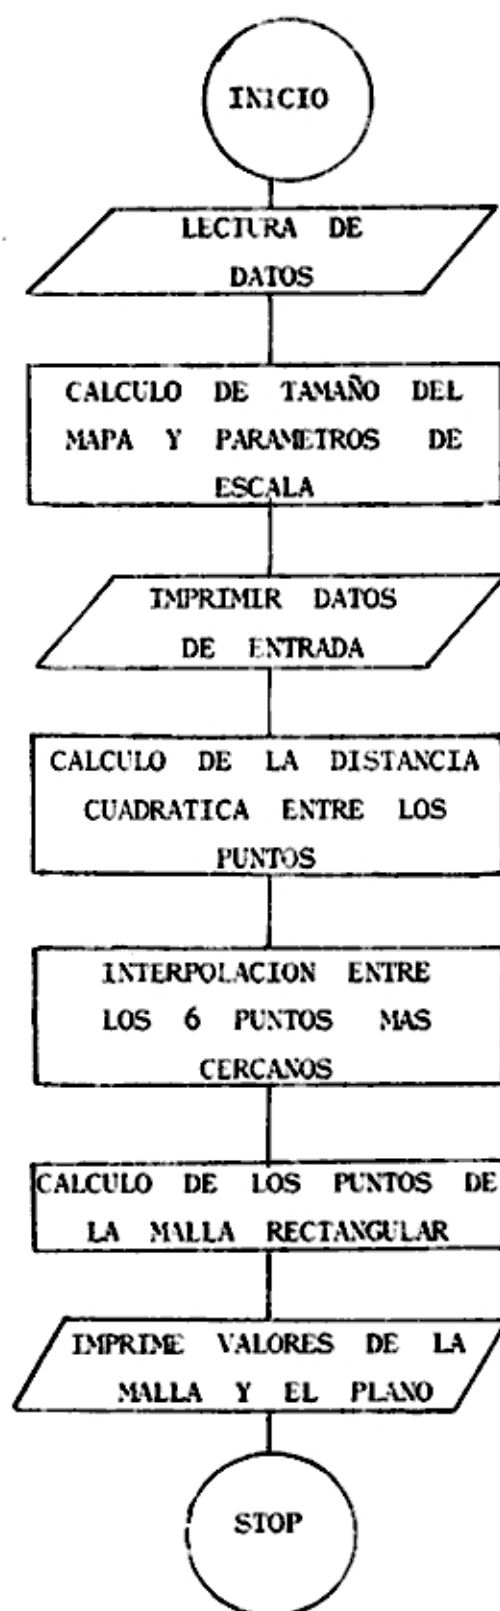 INICIO
LECTURA DE
DATOS
CALCULO DE TAMAÑO DEL
MAPA Y PARAMETROS DE
ESCALA
IMPRIMIR DATOS
DE ENTRADA
CALCULO DE LA DISTANCIA
CUADRATICA ENTRE LOS
PUNTOS
INTERPOLACION ENTRE
LOS 6 PUNTOS MAS
CERCANOS
CALCULO DE LOS PUNTOS DE
LA MALLA RECTANGULAR
IMPRIME VALORES DE LA
MALLA Y EL PLANO
STOP